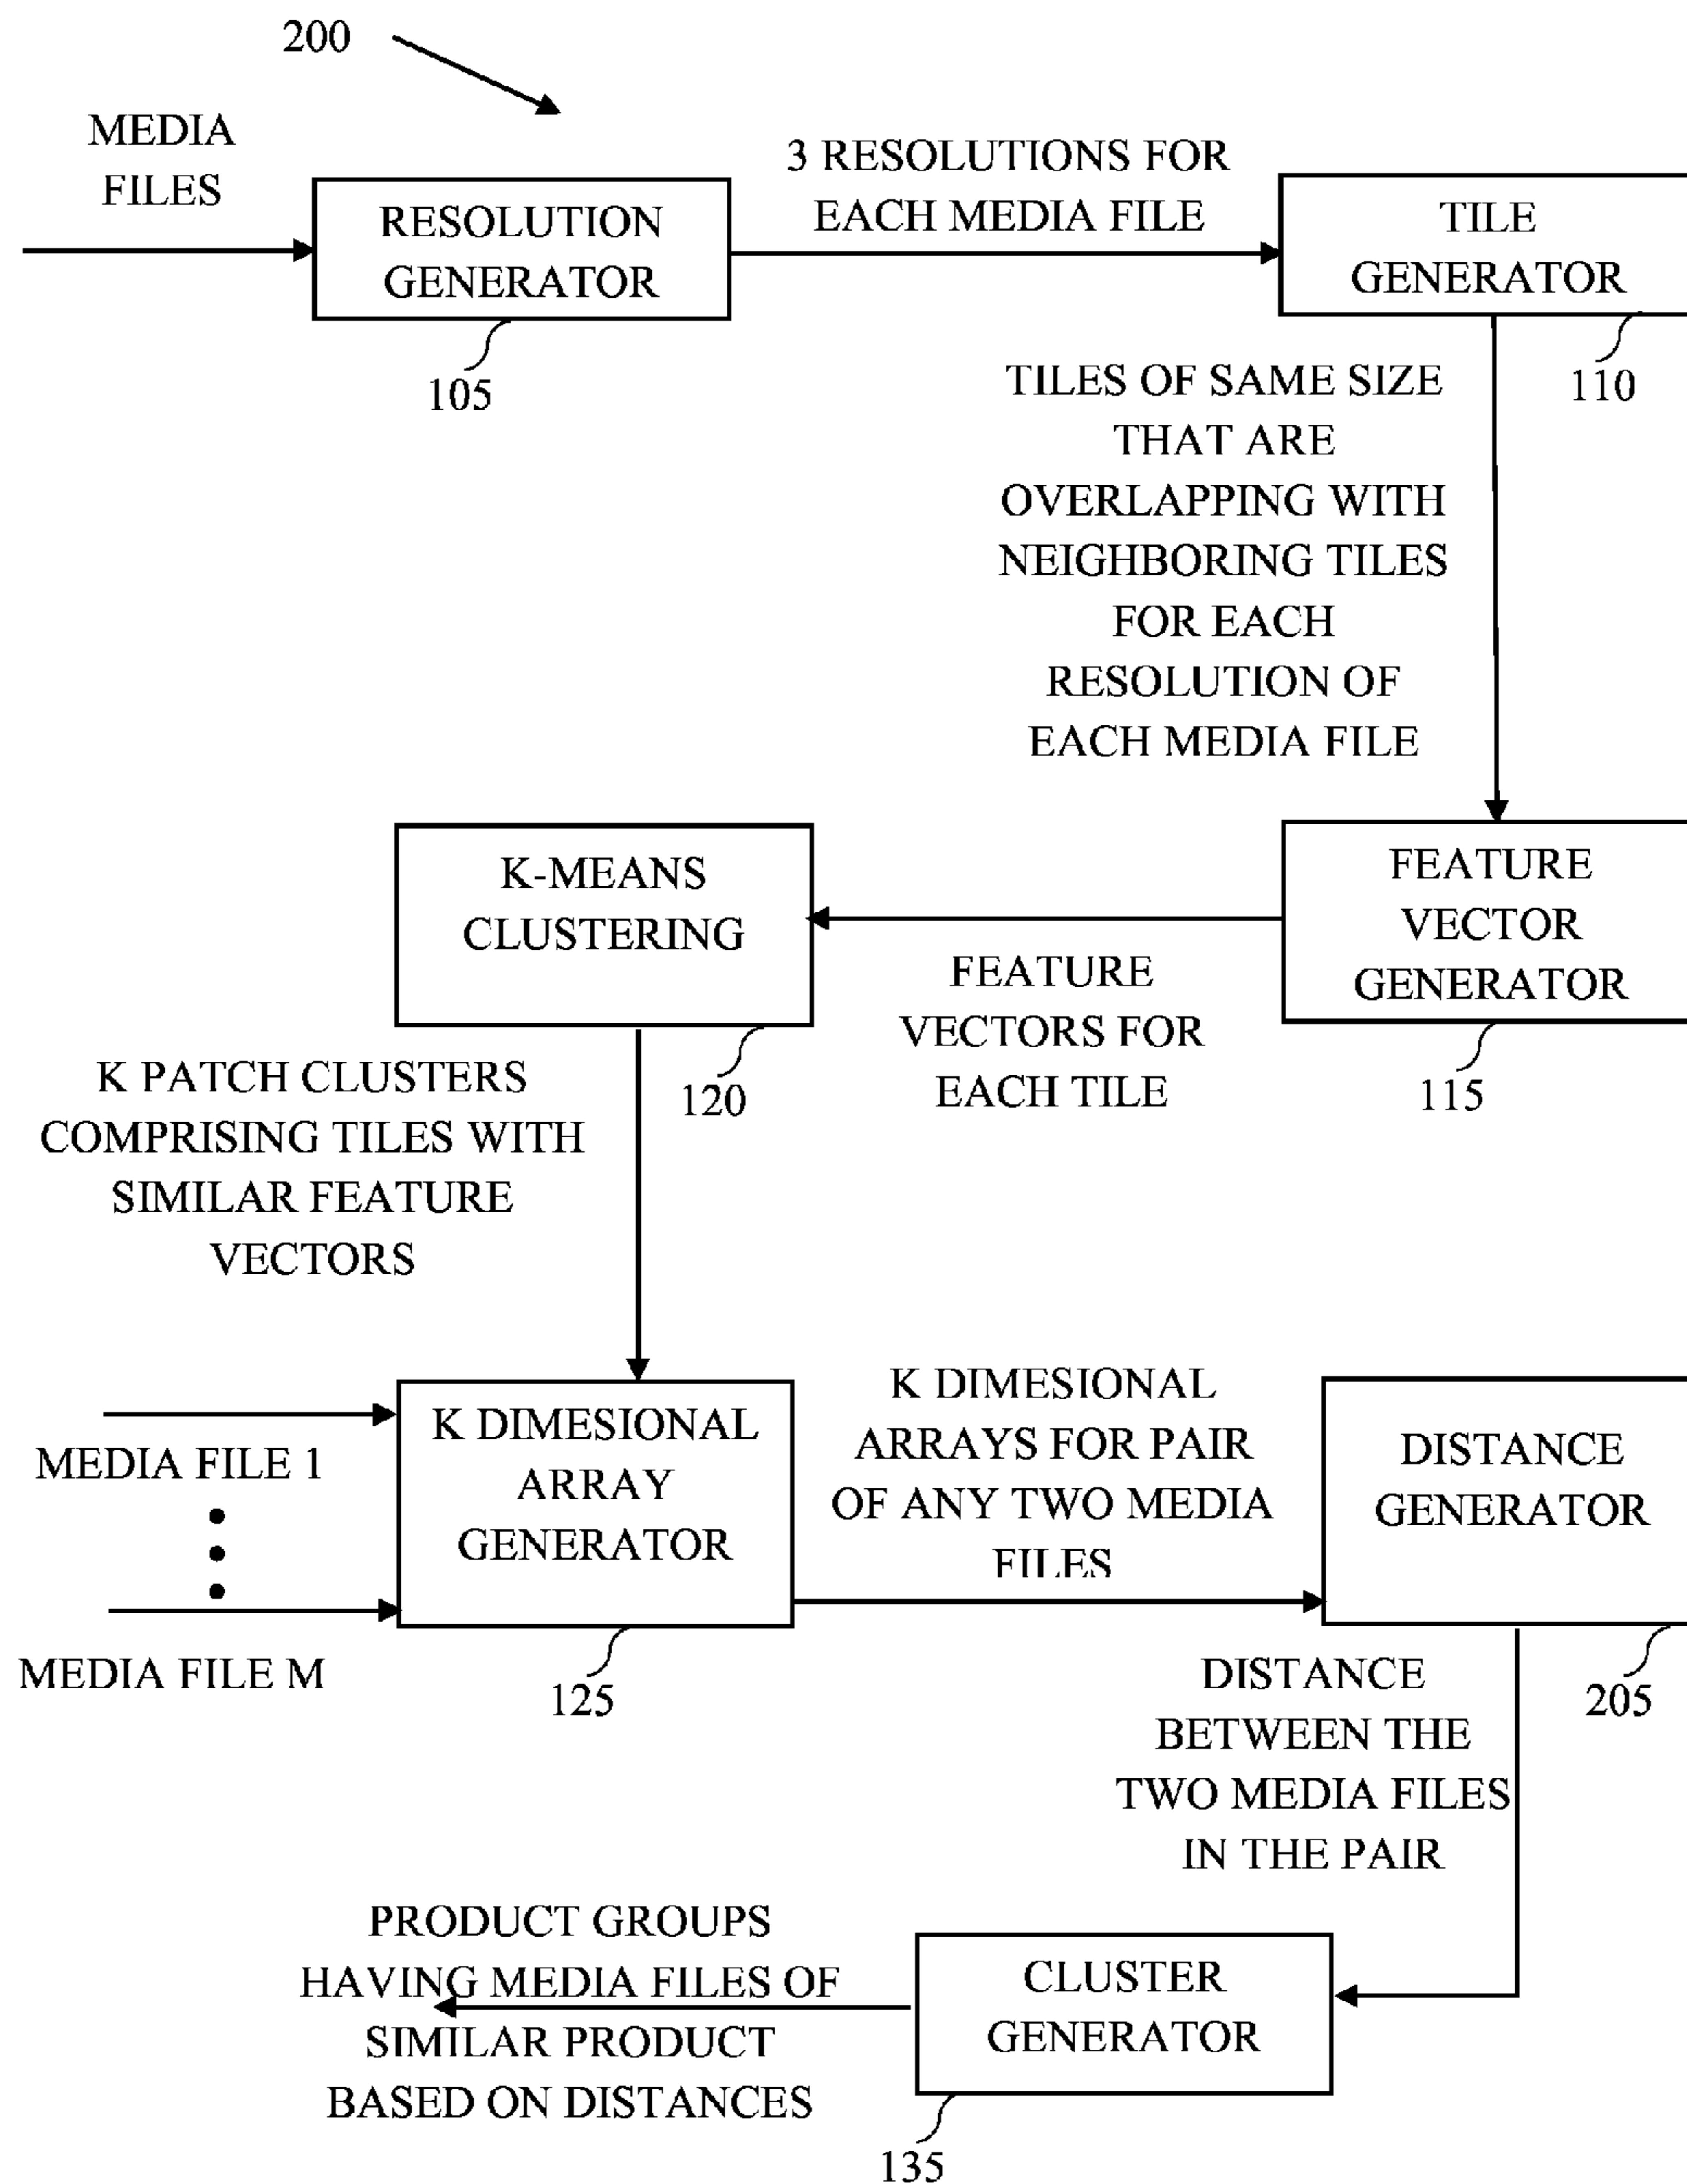 200
MEDIA
FILES
RESOLUTION
GENERATOR
105
3 RESOLUTIONS FOR
EACH MEDIA FILE
TILE
GENERATOR
110
TILES OF SAME SIZE
THAT ARE
OVERLAPPING WITH
NEIGHBORING TILES
FOR EACH
RESOLUTION OF
EACH MEDIA FILE
FEATURE
VECTOR
GENERATOR
115
FEATURE
VECTORS FOR
EACH TILE
K-MEANS
CLUSTERING
120
K PATCH CLUSTERS
COMPRISING TILES WITH
SIMILAR FEATURE
VECTORS
MEDIA FILE 1
MEDIA FILE M
K DIMESIONAL
ARRAY
GENERATOR
125
K DIMESIONAL
ARRAYS FOR PAIR
OF ANY TWO MEDIA
FILES
DISTANCE
GENERATOR
205
DISTANCE
BETWEEN THE
TWO MEDIA FILES
IN THE PAIR
CLUSTER
GENERATOR
135
PRODUCT GROUPS
HAVING MEDIA FILES OF
SIMILAR PRODUCT
BASED ON DISTANCES